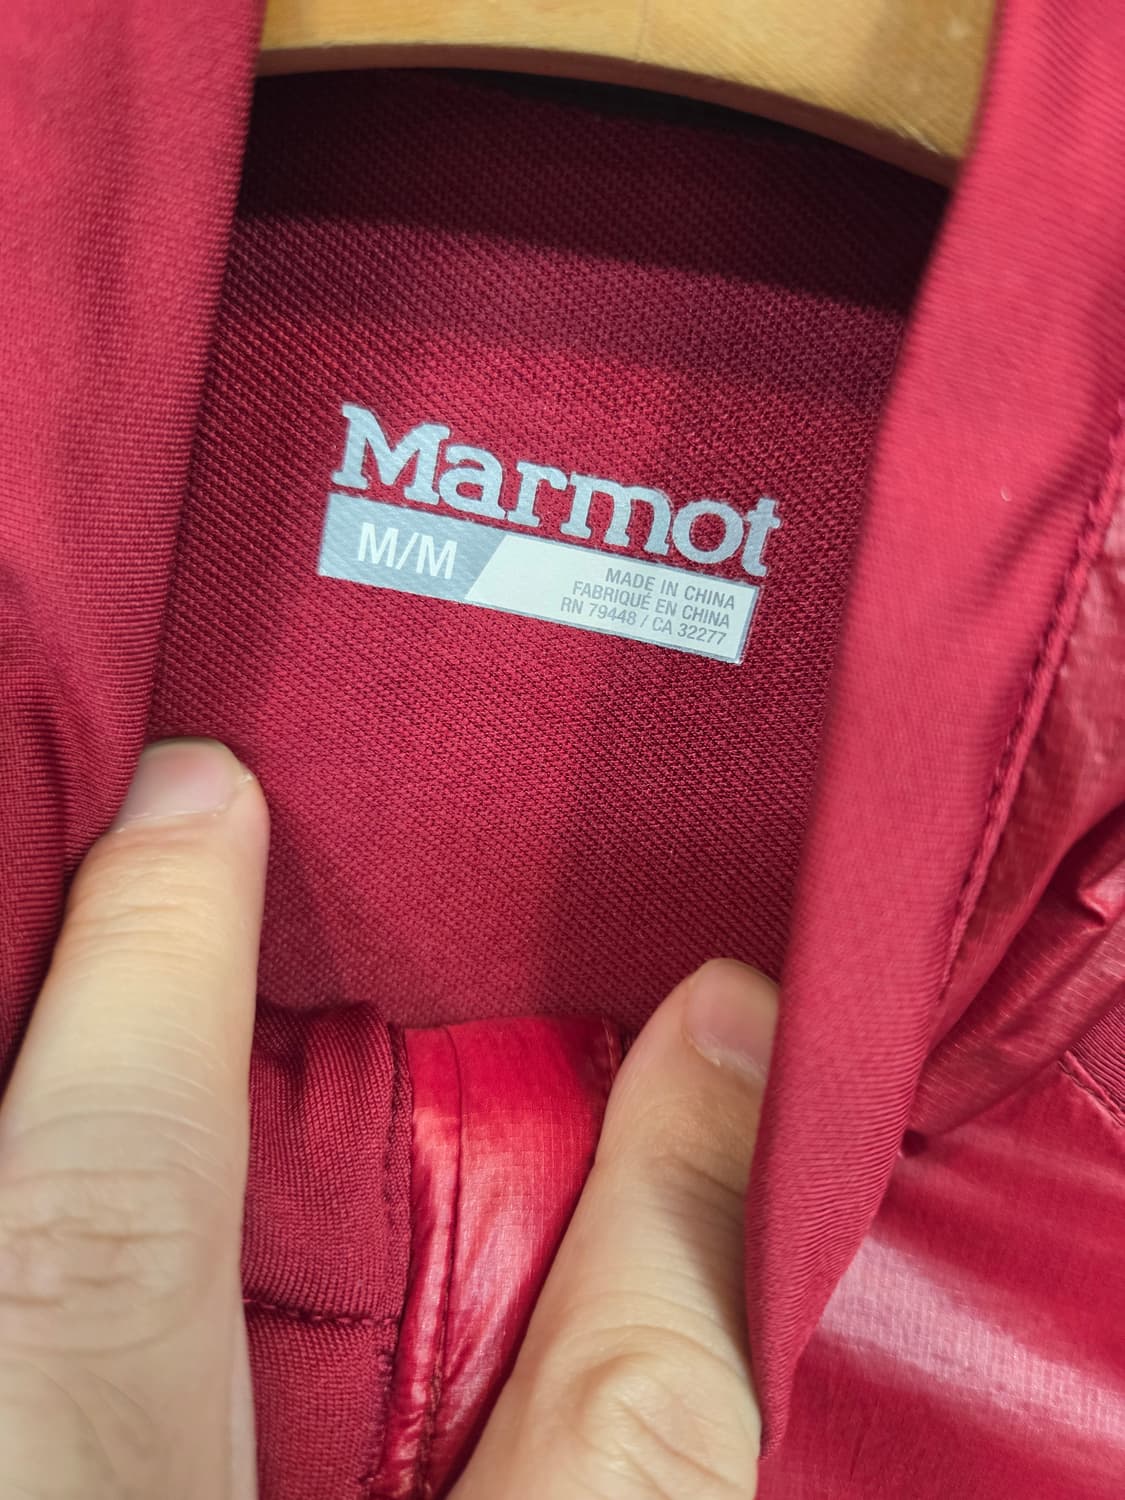 Marmot
M/M
MADE IN CHINA
FABRIQUÉ EN CHINA
RN 79448 / CA 32277